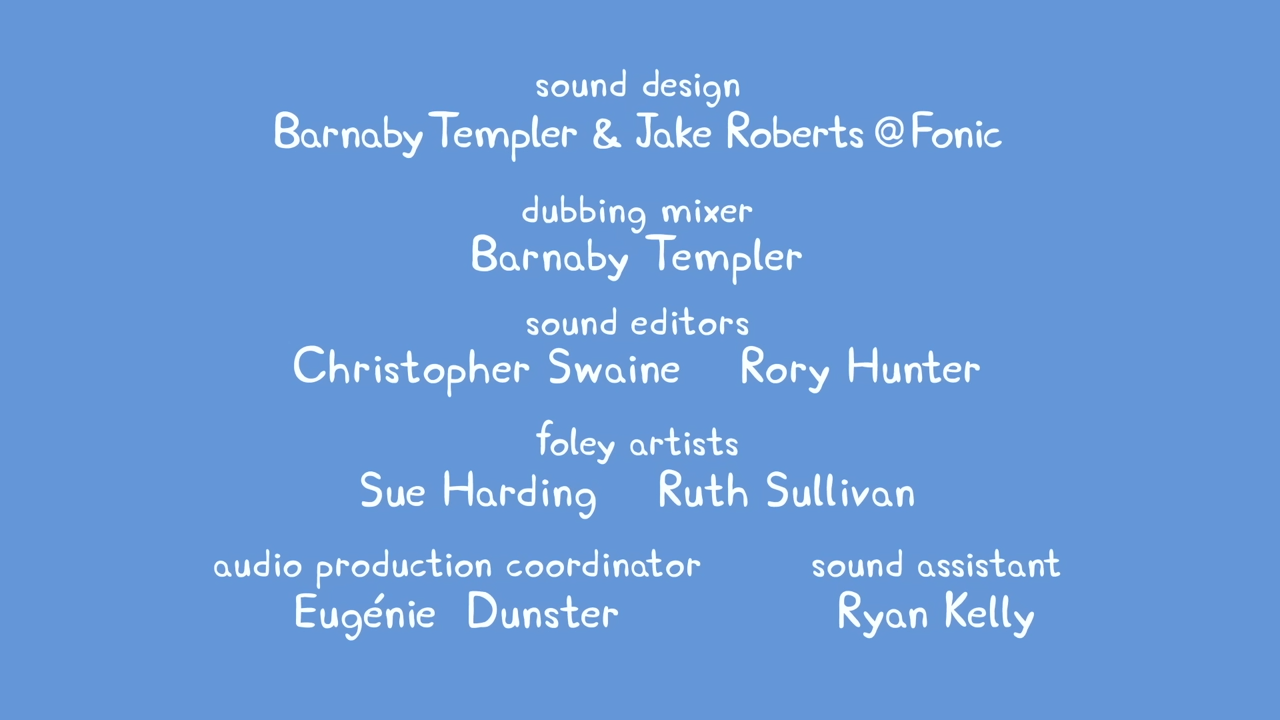 sound design
Barnaby Templer & Jake Roberts @ Fonic
dubbing mixer
Barnaby Templer
sound editors
Christopher Swaine Rory Hunter
foley artists
Sue Harding Ruth Sullivan
audio production coordinator sound assistant
Eugénie Dunster Ryan Kelly